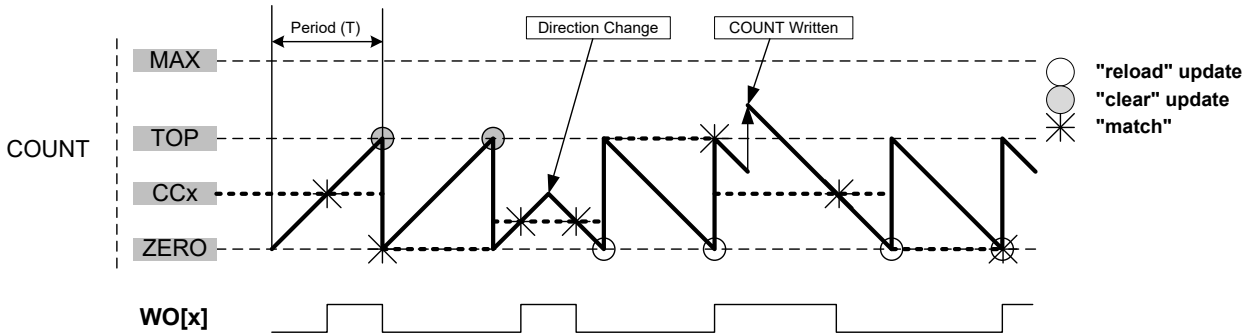 Period (T)
Direction Change
COUNT Written
MAX
"reload" update
"clear" update
"match"
TOP
COUNT
CCx
ZERO
WO[x]